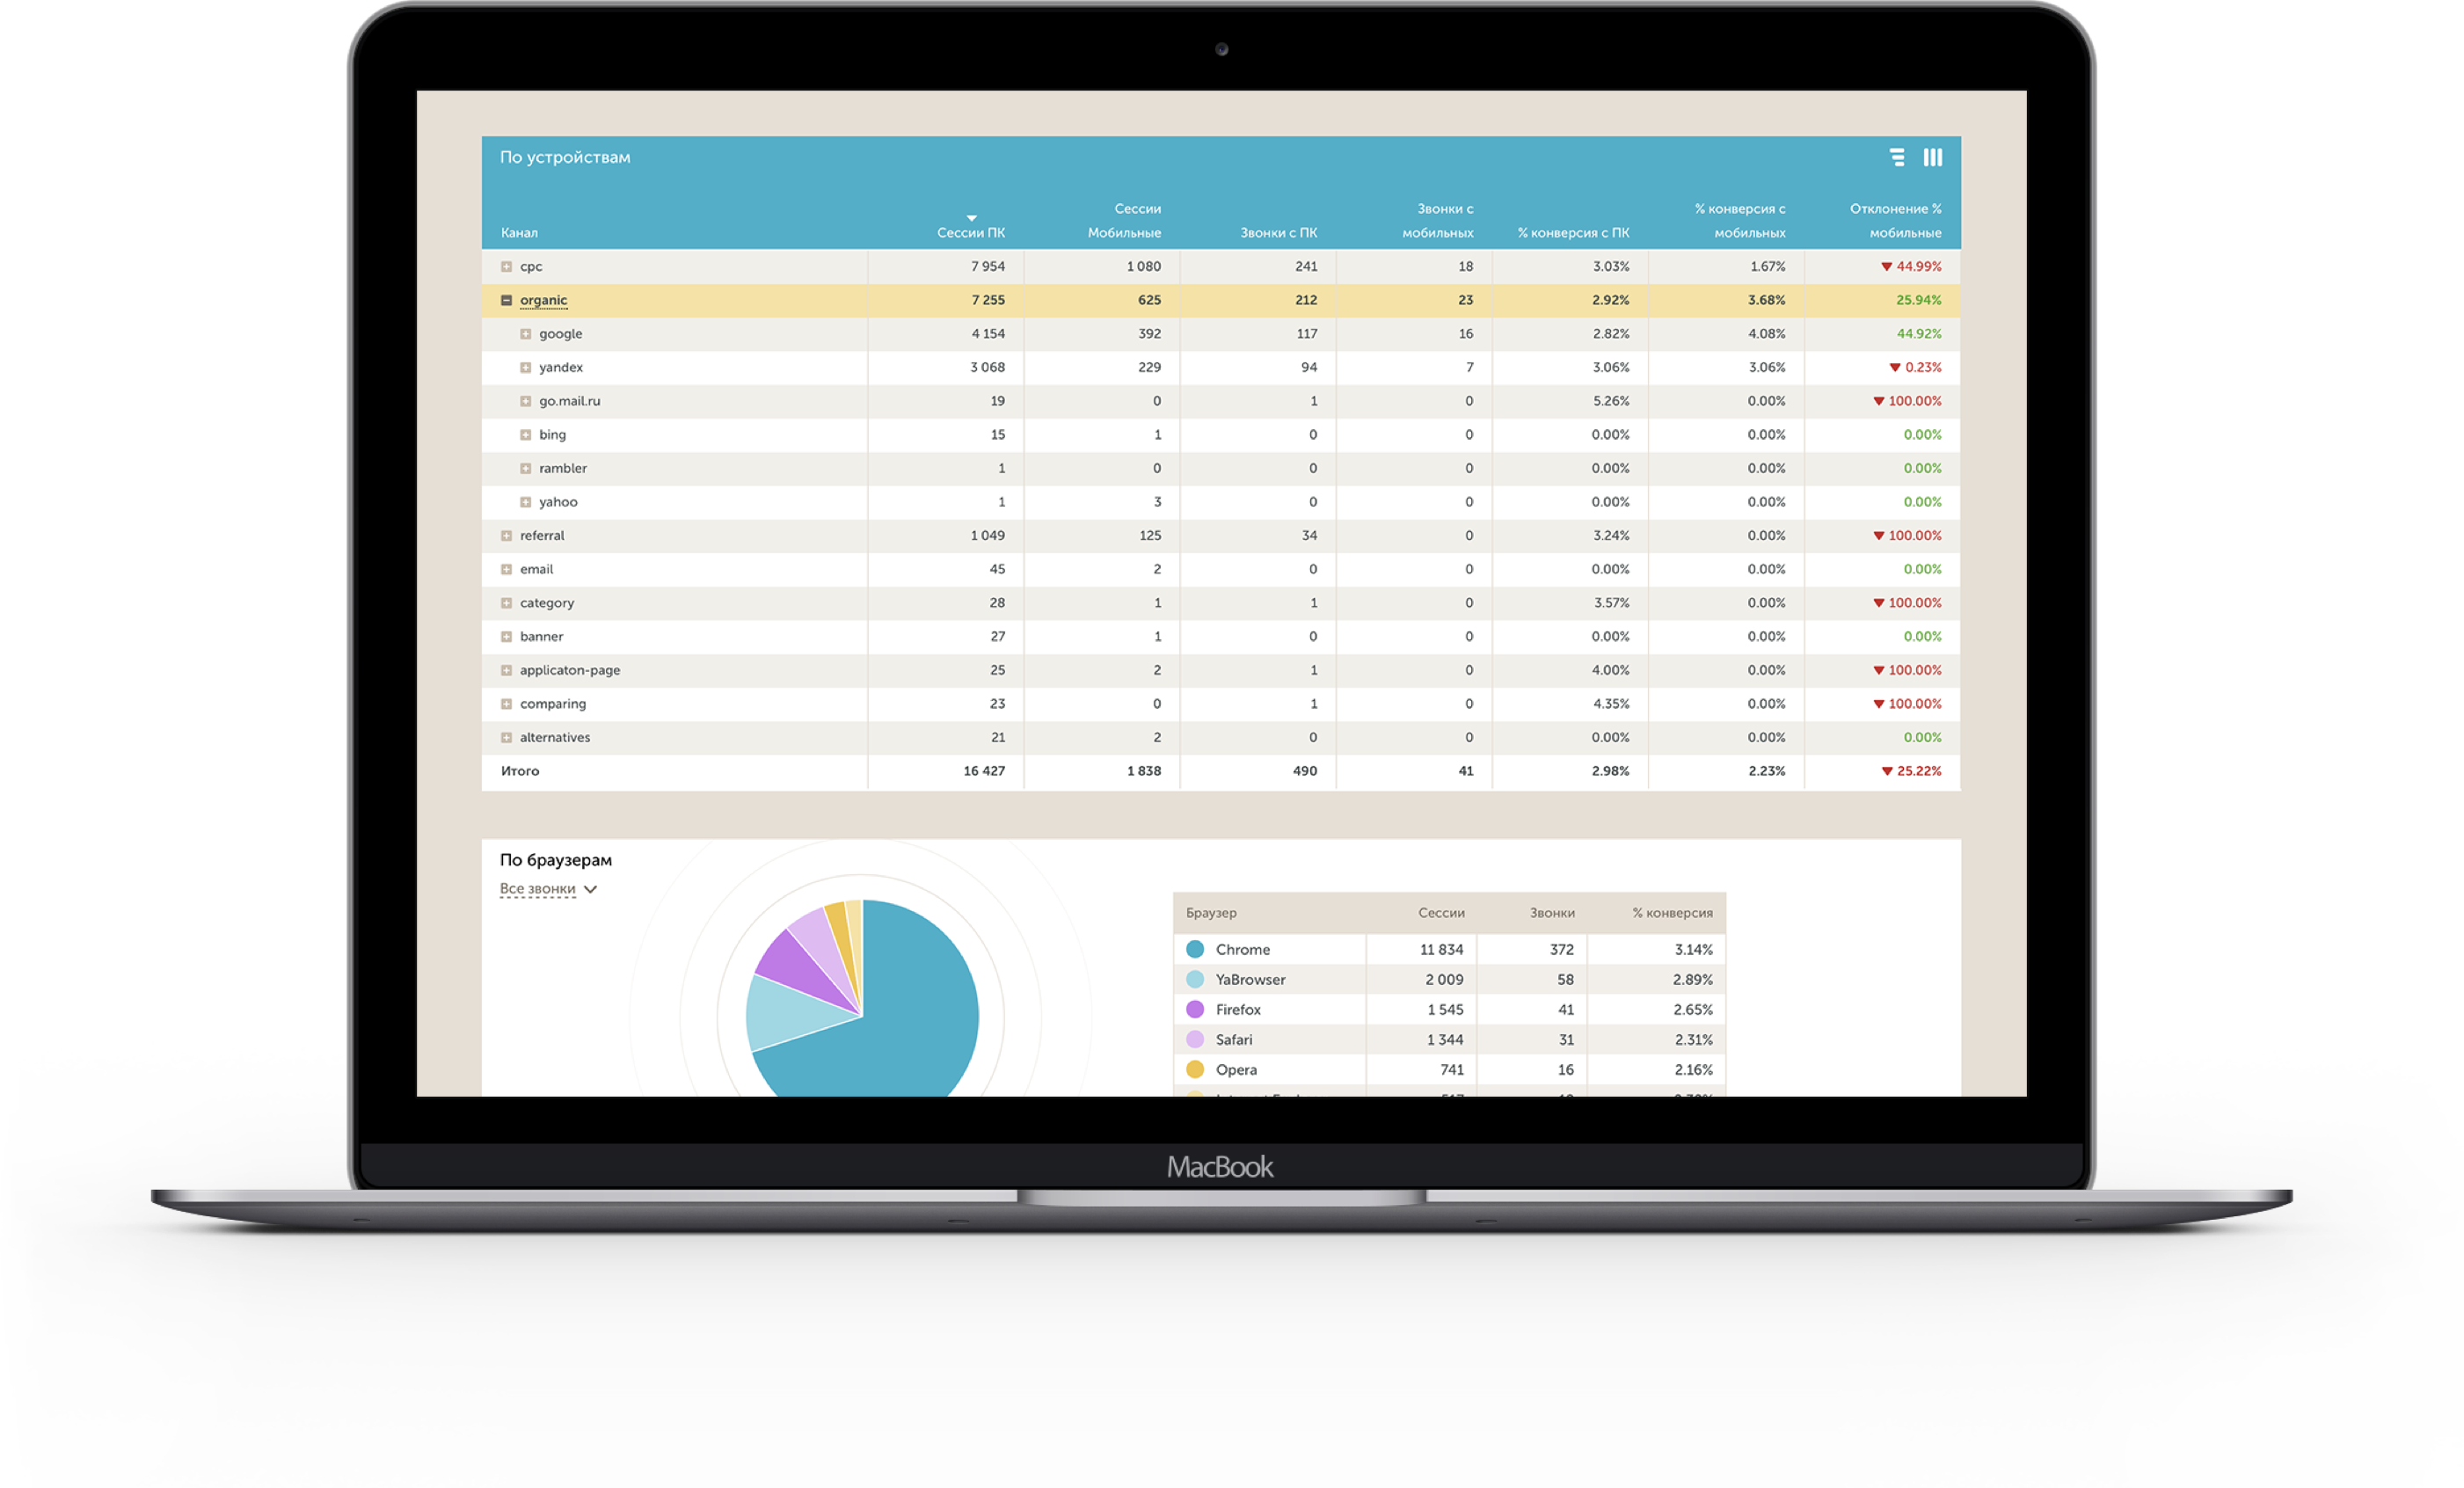 По устройствам
Канал Сессии ПК Сессии Мобильные Звонки с ПК Звонки с мобильных % конверсия с ПК % конверсия с мобильных Отклонение % мобильные
cpc 7 954 1 080 241 18 3.03% 1.67% 44.99%
organic 7 255 625 212 23 2.92% 3.68% 25.94%
google 4 154 392 117 16 2.82% 4.08% 44.92%
yandex 3 068 229 94 7 3.06% 3.06% 0.23%
go.mail.ru 19 0 1 0 5.26% 0.00% 100.00%
bing 15 1 0 0 0.00% 0.00% 0.00%
rambler 1 0 0 0 0.00% 0.00% 0.00%
yahoo 1 3 0 0 0.00% 0.00% 0.00%
referral 1 049 125 34 0 3.24% 0.00% 100.00%
email 45 2 0 0 0.00% 0.00% 0.00%
category 28 1 1 0 3.57% 0.00% 100.00%
banner 27 1 0 0 0.00% 0.00% 0.00%
applicaton-page 25 2 1 0 4.00% 0.00% 100.00%
comparing 23 0 1 0 4.35% 0.00% 100.00%
alternatives 21 2 0 0 0.00% 0.00% 0.00%
Итого 16 427 1 838 490 41 2.98% 2.23% 25.22%
По браузерам
Все звонки
Браузер Сессии Звонки % конверсия
Chrome 11 834 372 3.14%
YaBrowser 2 009 58 2.89%
Firefox 1 545 41 2.65%
Safari 1 344 31 2.31%
Opera 741 16 2.16%
MacBook